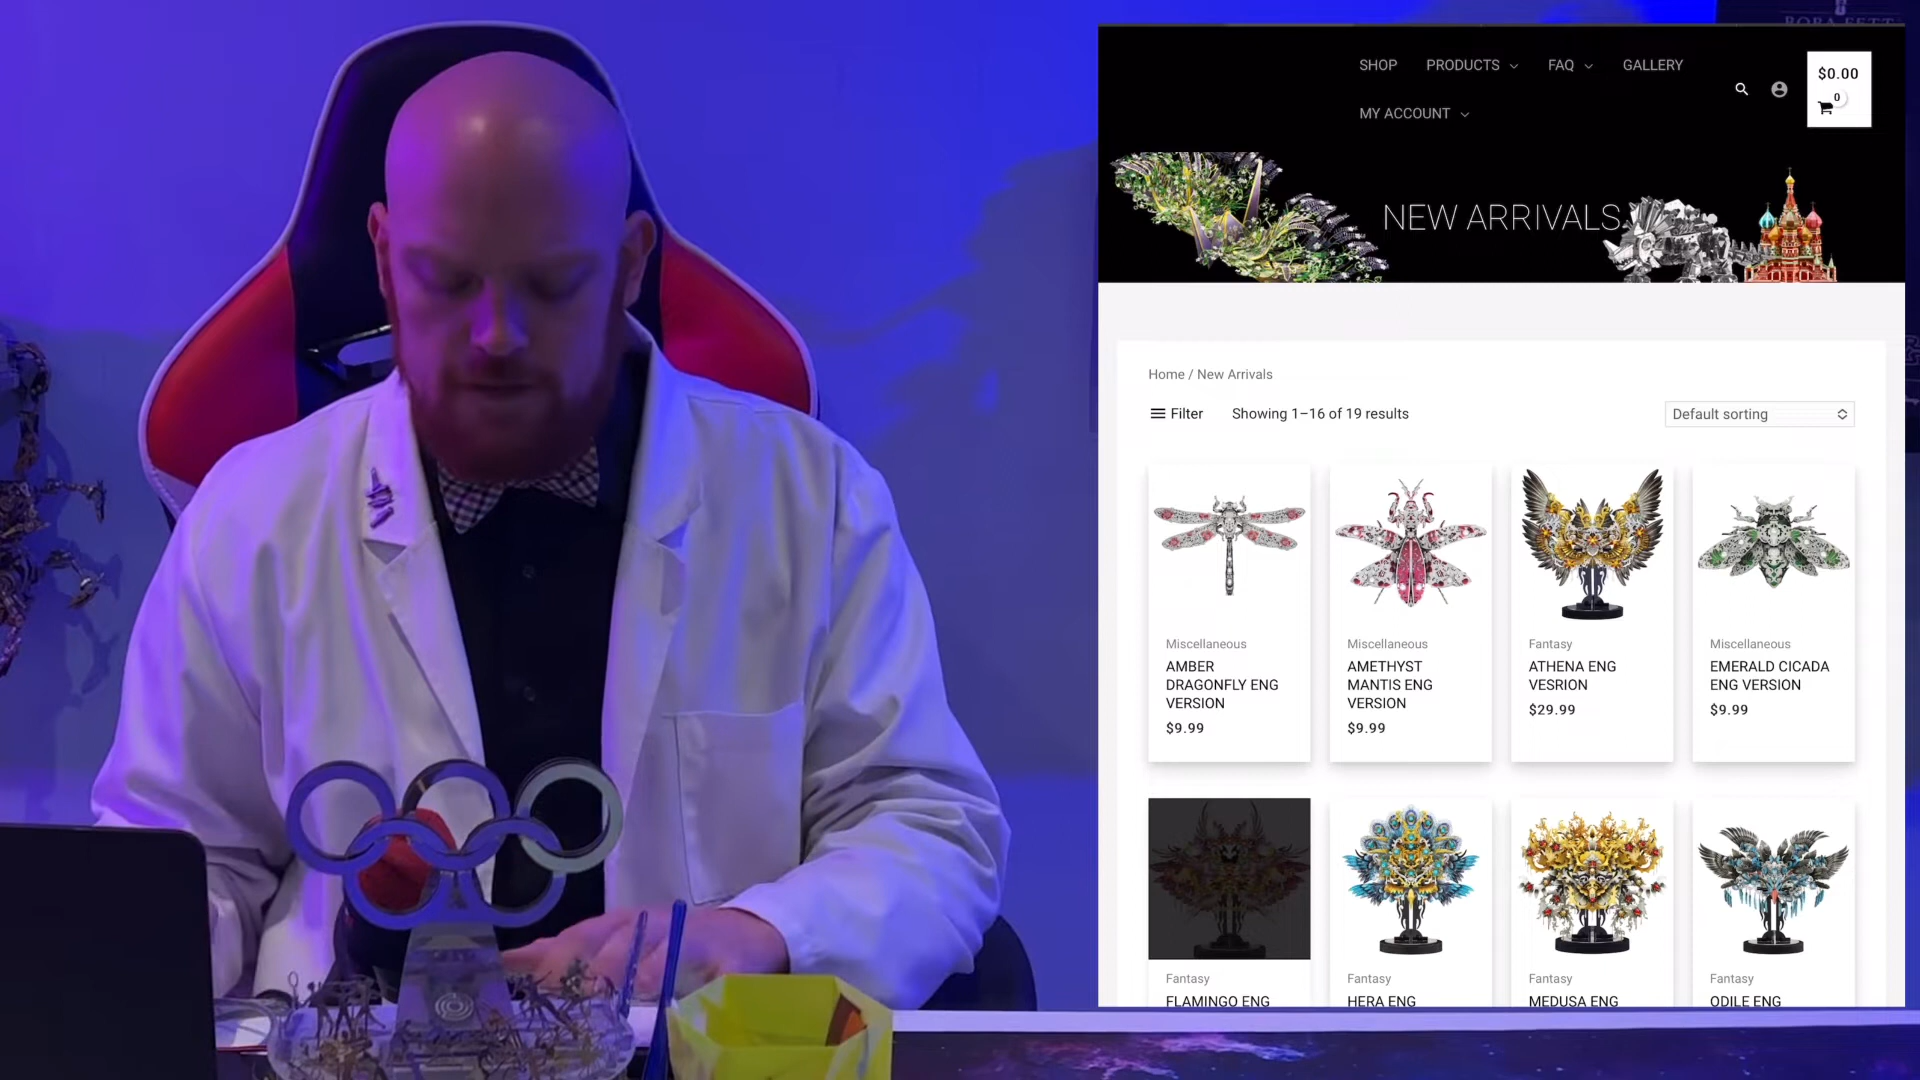 BOBA FETT
SHOP PRODUCTS FAQ GALLERY
MY ACCOUNT
$0.00
0
NEW ARRIVALS
Home / New Arrivals
Filter Showing 1–16 of 19 results
Default sorting
Miscellaneous
AMBER
DRAGONFLY ENG
VERSION
$9.99
Miscellaneous
AMETHYST
MANTIS ENG
VERSION
$9.99
Fantasy
ATHENA ENG
VESRION
$29.99
Miscellaneous
EMERALD CICADA
ENG VERSION
$9.99
Fantasy
FLAMINGO ENG
Fantasy
HERA ENG
Fantasy
MEDUSA ENG
Fantasy
ODILE ENG